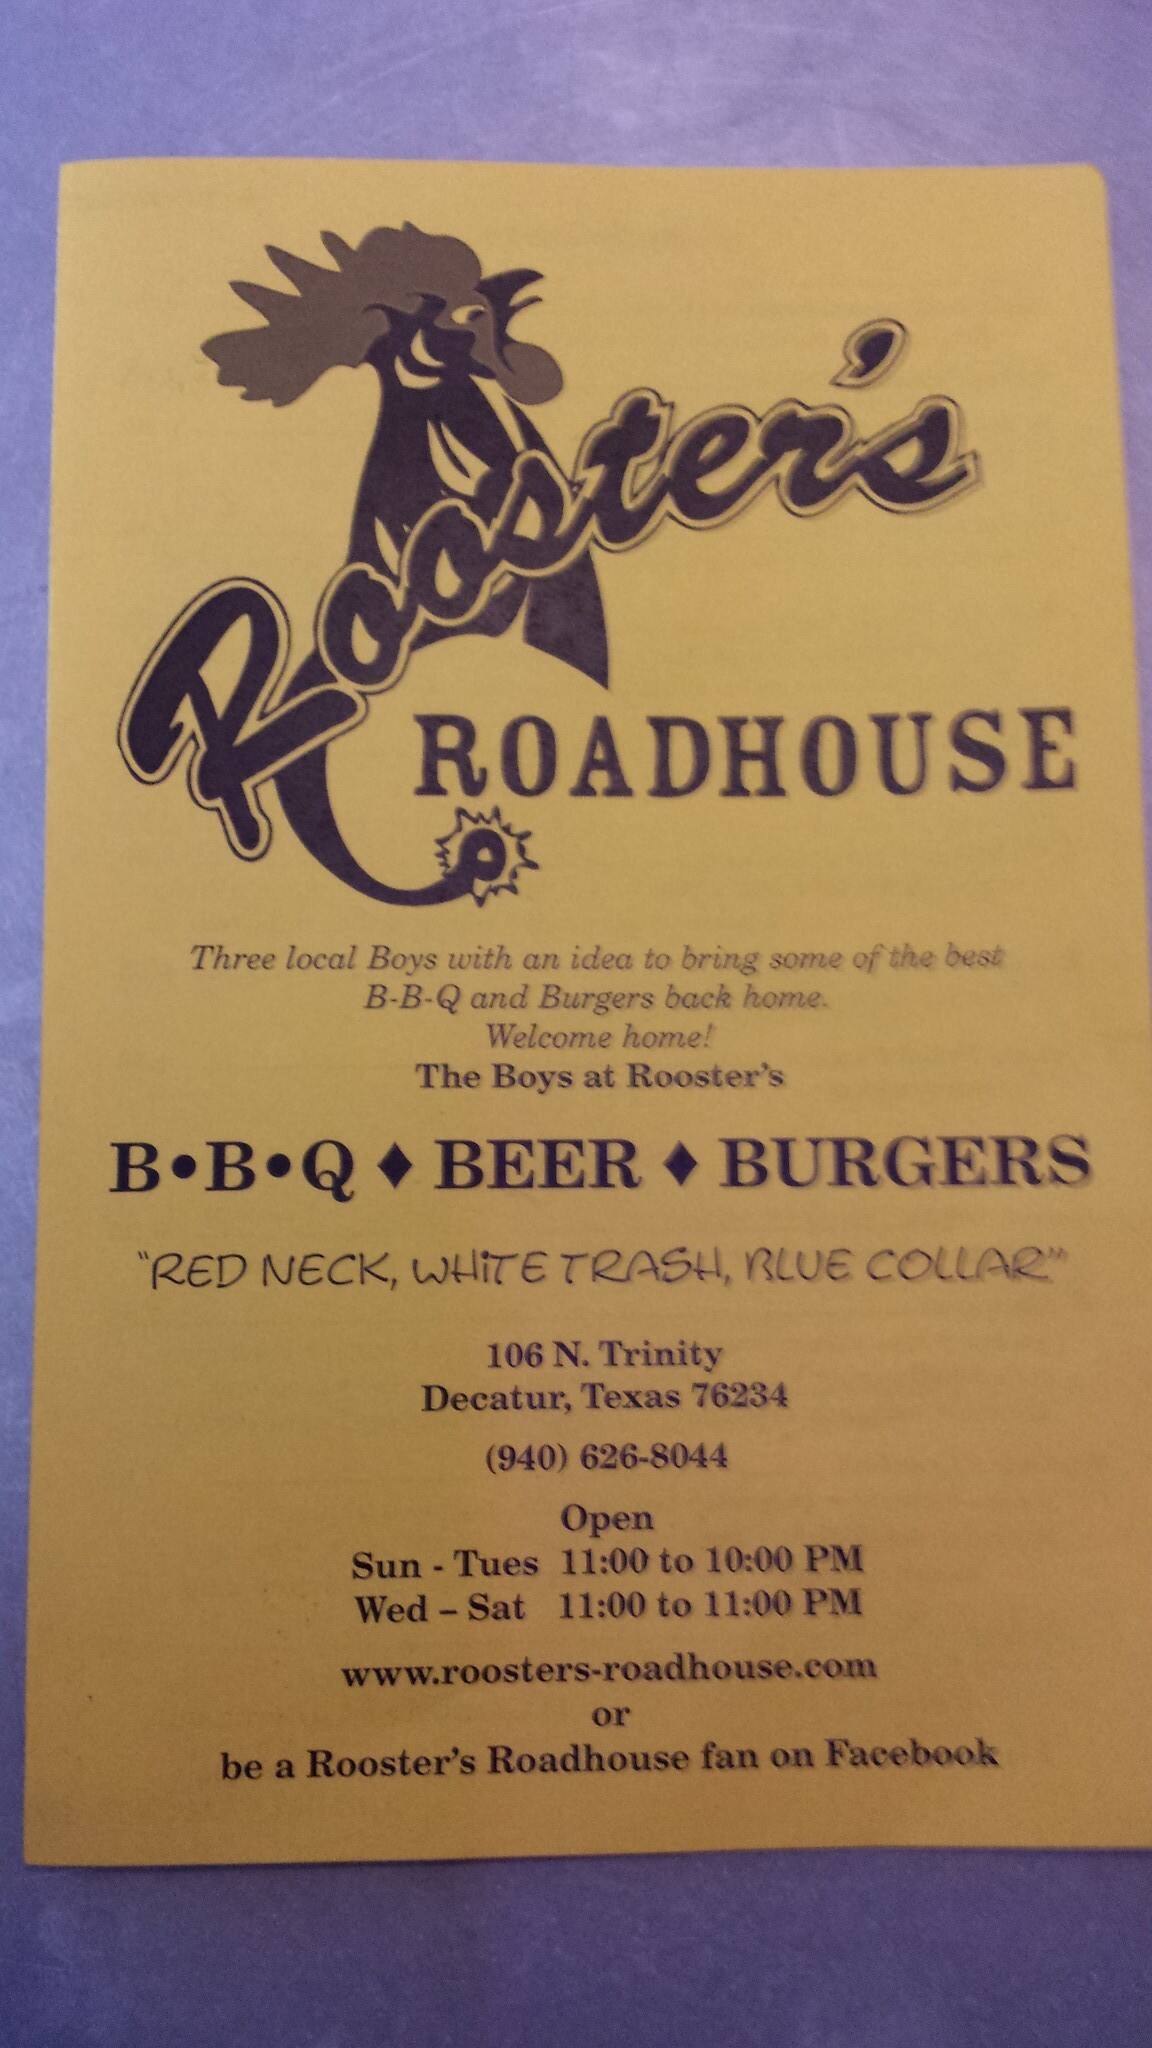 Rooster's
ROADHOUSE
Three local Boys with an idea to bring some of the best
B-B-Q and Burgers back home.
Welcome home!
The Boys at Rooster's
B•B•Q ♦ BEER ♦ BURGERS
"RED NECK, WHITE TRASH, BLUE COLLAR"
106 N. Trinity
Decatur, Texas 76234
(940) 626-8044
Open
Sun - Tues 11:00 to 10:00 PM
Wed – Sat 11:00 to 11:00 PM
www.roosters-roadhouse.com
or
be a Rooster's Roadhouse fan on Facebook